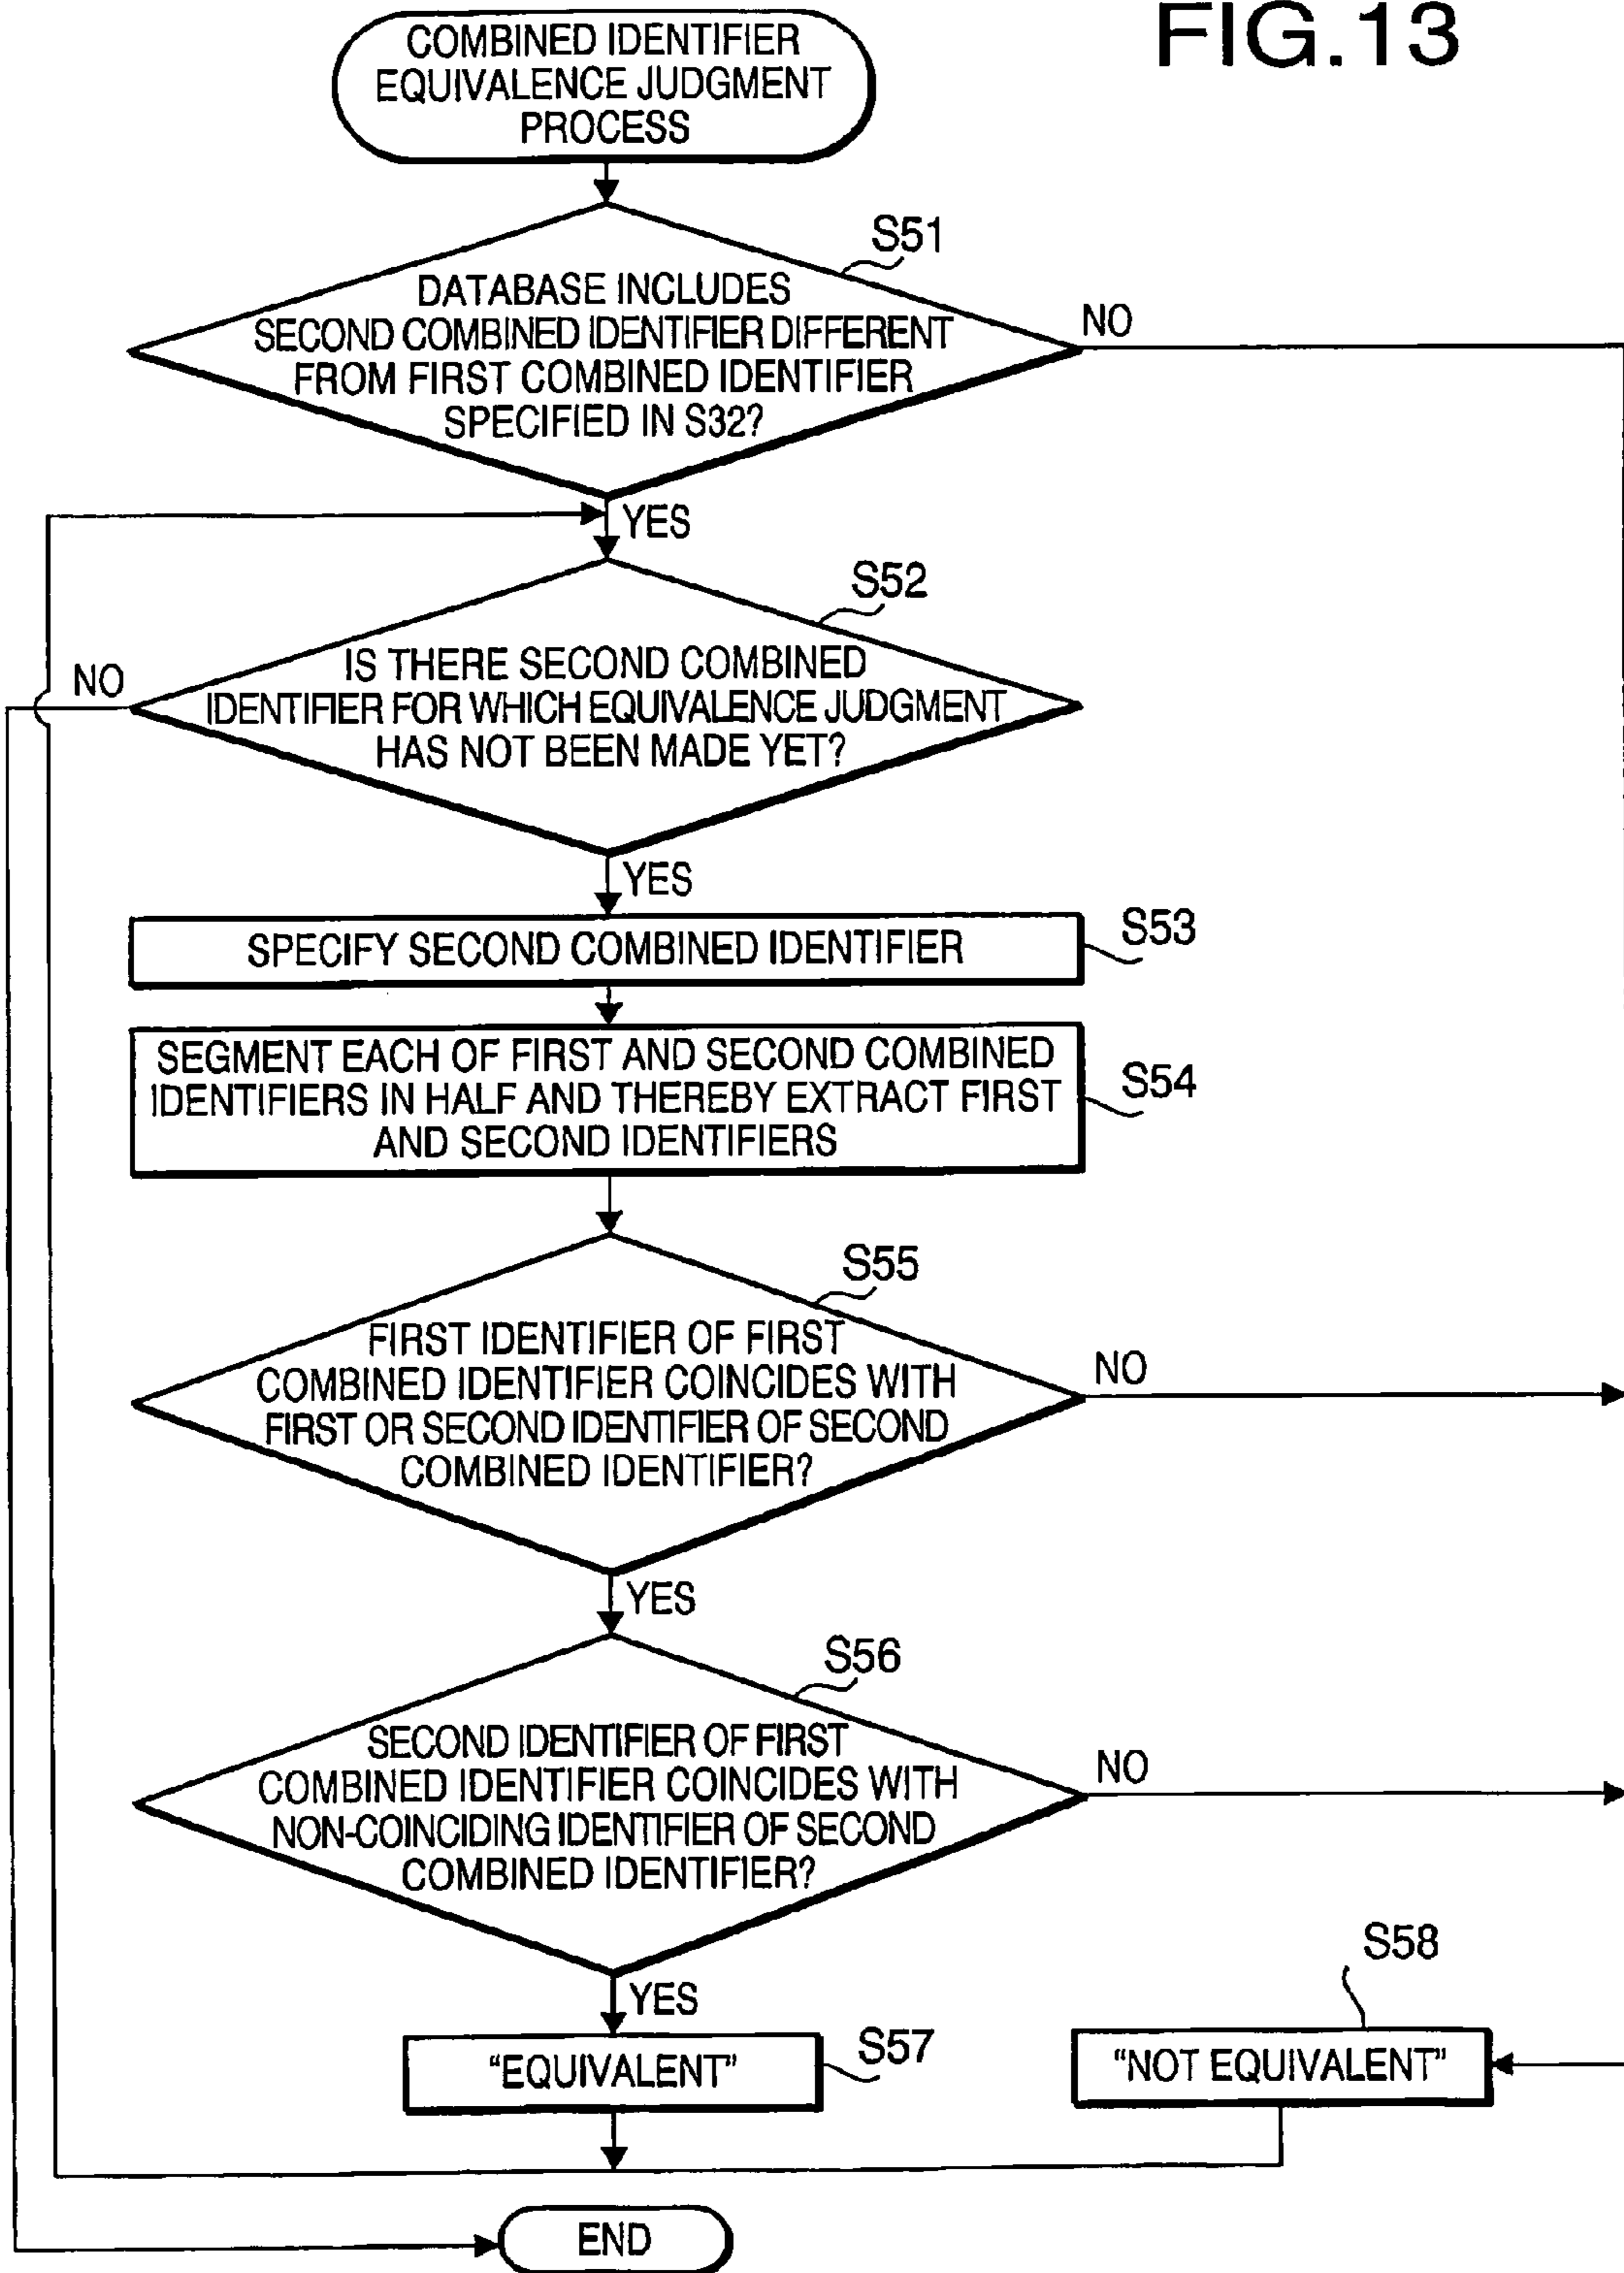 FIG.13
COMBINED IDENTIFIER
EQUIVALENCE JUDGMENT
PROCESS
S51
DATABASE INCLUDES
SECOND COMBINED IDENTIFIER DIFFERENT
FROM FIRST COMBINED IDENTIFIER
SPECIFIED IN S32?
NO
YES
S52
IS THERE SECOND COMBINED
IDENTIFIER FOR WHICH EQUIVALENCE JUDGMENT
HAS NOT BEEN MADE YET?
NO
YES
SPECIFY SECOND COMBINED IDENTIFIER
S53
SEGMENT EACH OF FIRST AND SECOND COMBINED
IDENTIFIERS IN HALF AND THEREBY EXTRACT FIRST
AND SECOND IDENTIFIERS
S54
S55
FIRST IDENTIFIER OF FIRST
COMBINED IDENTIFIER COINCIDES WITH
FIRST OR SECOND IDENTIFIER OF SECOND
COMBINED IDENTIFIER?
NO
YES
S56
SECOND IDENTIFIER OF FIRST
COMBINED IDENTIFIER COINCIDES WITH
NON-COINCIDING IDENTIFIER OF SECOND
COMBINED IDENTIFIER?
NO
YES
"EQUIVALENT"
S57
S58
"NOT EQUIVALENT"
END